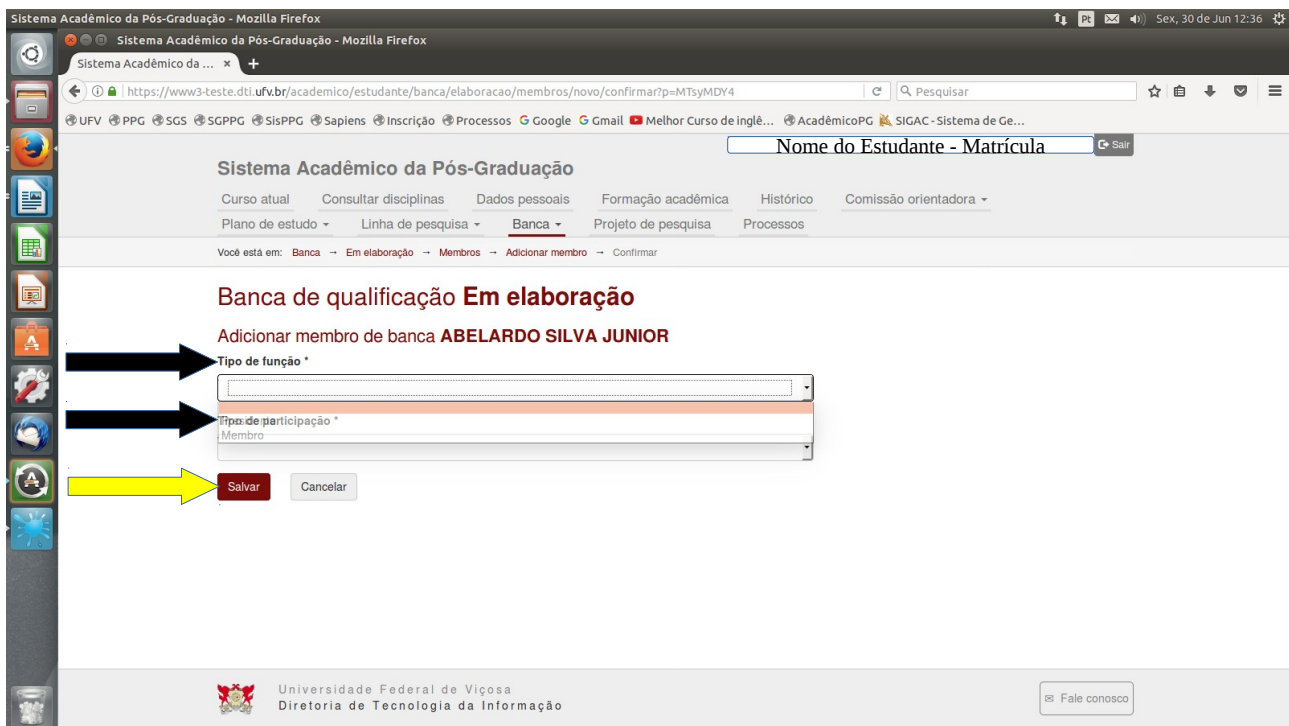 Sistema Acadêmico da Pós-Graduação - Mozilla Firefox
Pt
Sex, 30 de Jun 12:36
Sistema Acadêmico da Pós-Graduação - Mozilla Firefox
Sistema Acadêmico da ... × +
https://www3-teste.dti.ufv.br/academico/estudante/banca/elaboracao/membros/novo/confirmar?p=MTsyMDY4
Pesquisar
UFV PPG SGS SGPPG SisPPG Sapiens Inscrição Processos Google Gmail Melhor Curso de inglê... AcadêmicoPG SIGAC - Sistema de Ge...
Nome do Estudante - Matrícula
Sair
Sistema Acadêmico da Pós-Graduação
Curso atual Consultar disciplinas Dados pessoais Formação acadêmica Histórico Comissão orientadora
Plano de estudo Linha de pesquisa Banca Projeto de pesquisa Processos
Você está em: Banca → Em elaboração → Membros → Adicionar membro → Confirmar
Banca de qualificação Em elaboração
Adicionar membro de banca ABELARDO SILVA JUNIOR
Tipo de função *
Tipo de participação *
Membro
Salvar Cancelar
Universidade Federal de Viçosa
Diretoria de Tecnologia da Informação
Fale conosco